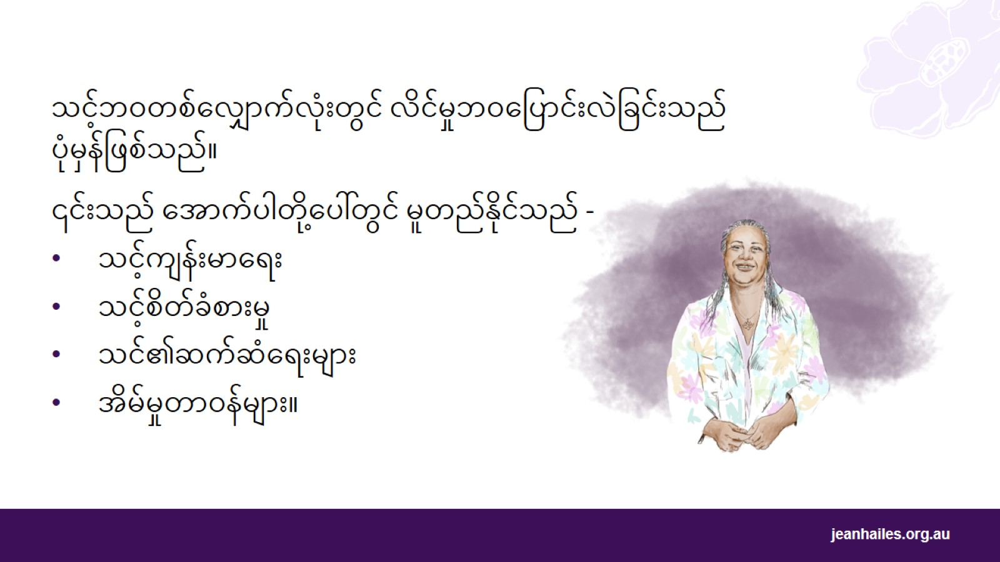 သင့်ဘဝတစ်လျှောက်လုံးတွင် လိင်မှုဘဝပြောင်းလဲခြင်းသည်
ပုံမှန်ဖြစ်သည်။
၎င်းသည် အောက်ပါတို့ပေါ်တွင် မူတည်နိုင်သည် -
• သင့်ကျန်းမာရေး
• သင့်စိတ်ခံစားမှု
• သင်၏ဆက်ဆံရေးများ
• အိမ်မှုတာဝန်များ။
jeanhailes.org.au